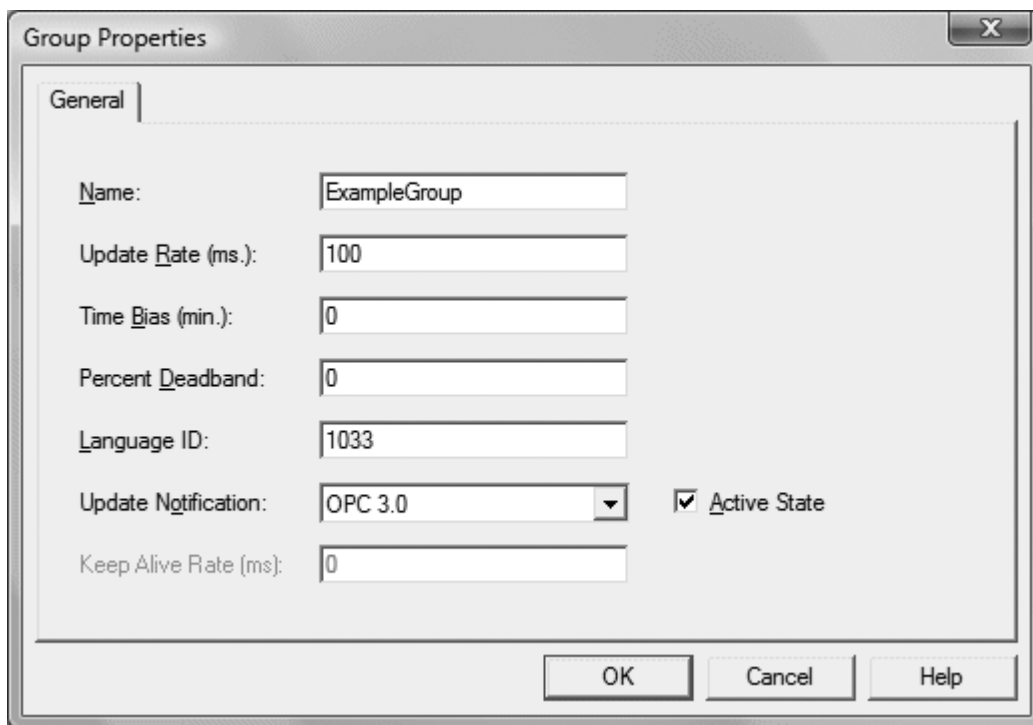 Group Properties
General
Name: ExampleGroup
Update Rate (ms.): 100
Time Bias (min.): 0
Percent Deadband: 0
Language ID: 1033
Update Notification: OPC 3.0 Active State
Keep Alive Rate (ms): 0
OK Cancel Help